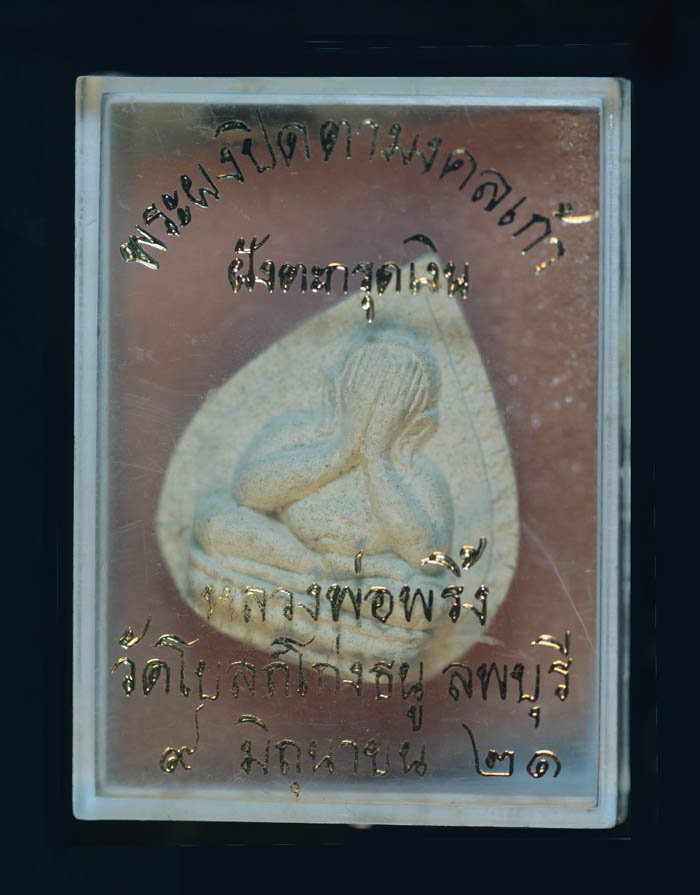 พระผงปิดตามงคลเก้า
ฝังตะกรุดเงิน
หลวงพ่อพริ้ง
วัดโบสถ์โก่งธนู ลพบุรี
๙ มิถุนายน ๒๑